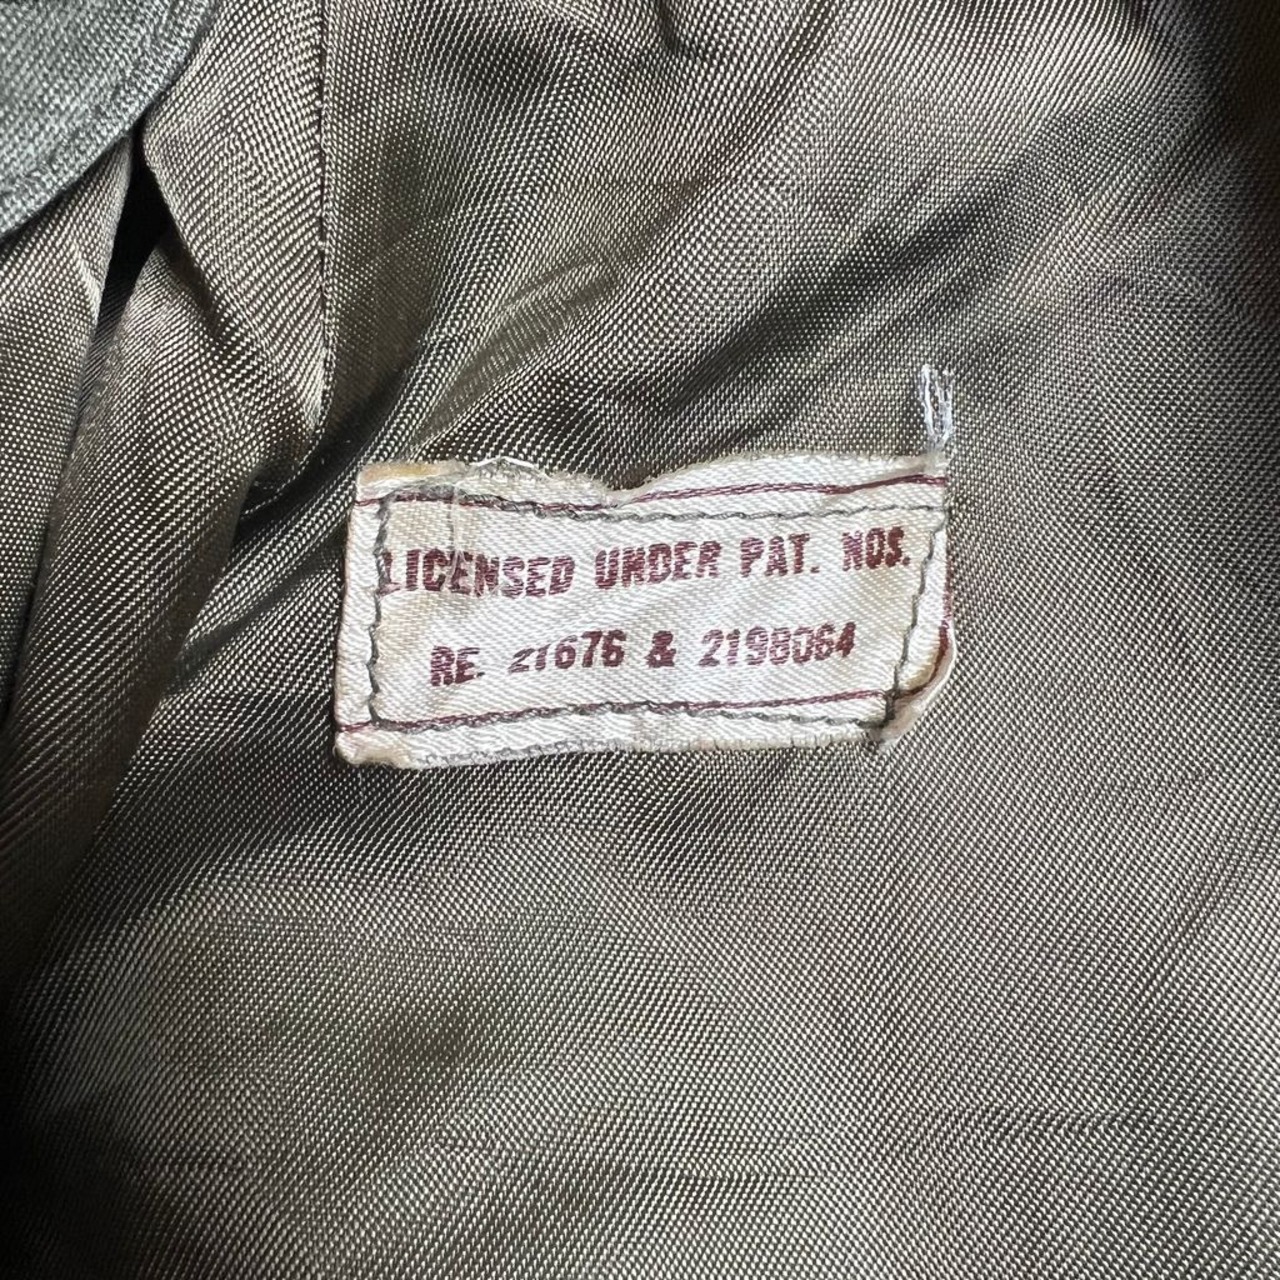 LICENSED UNDER PAT. NOS.
RE. 21676 & 2198064